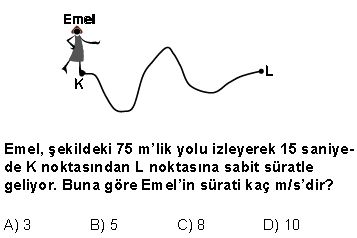 Emel
K
L
Emel, şekildeki 75 m'lik yolu izleyerek 15 saniye-
de K noktasından L noktasına sabit süratle
geliyor. Buna göre Emel'in sürati kaç m/s'dir?
A) 3 B) 5 C) 8 D) 10